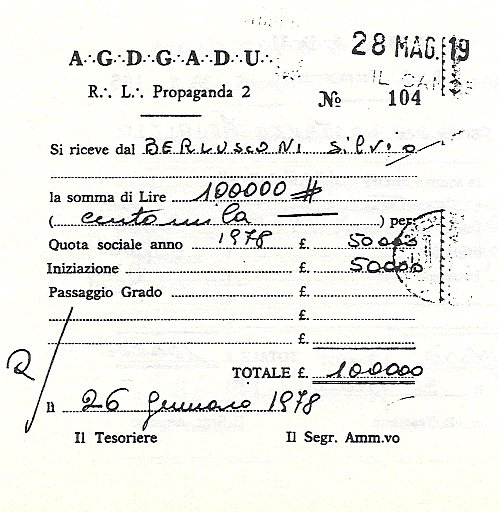 28 MAG. 19
A∴G∴D∴G∴A∴D∴U∴
IL CAM
R∴ L∴ Propaganda 2
Nº 104
Si riceve dal BERLUSCONI Silvio
la somma di Lire 100000 #
( centomila ) per
Quota sociale anno 1978 £. 50000
Iniziazione £. 50000
Passaggio Grado £.
£.
£.
TOTALE £. 100000
lì 26 Gennaio 1978
Il Tesoriere Il Segr. Amm.vo